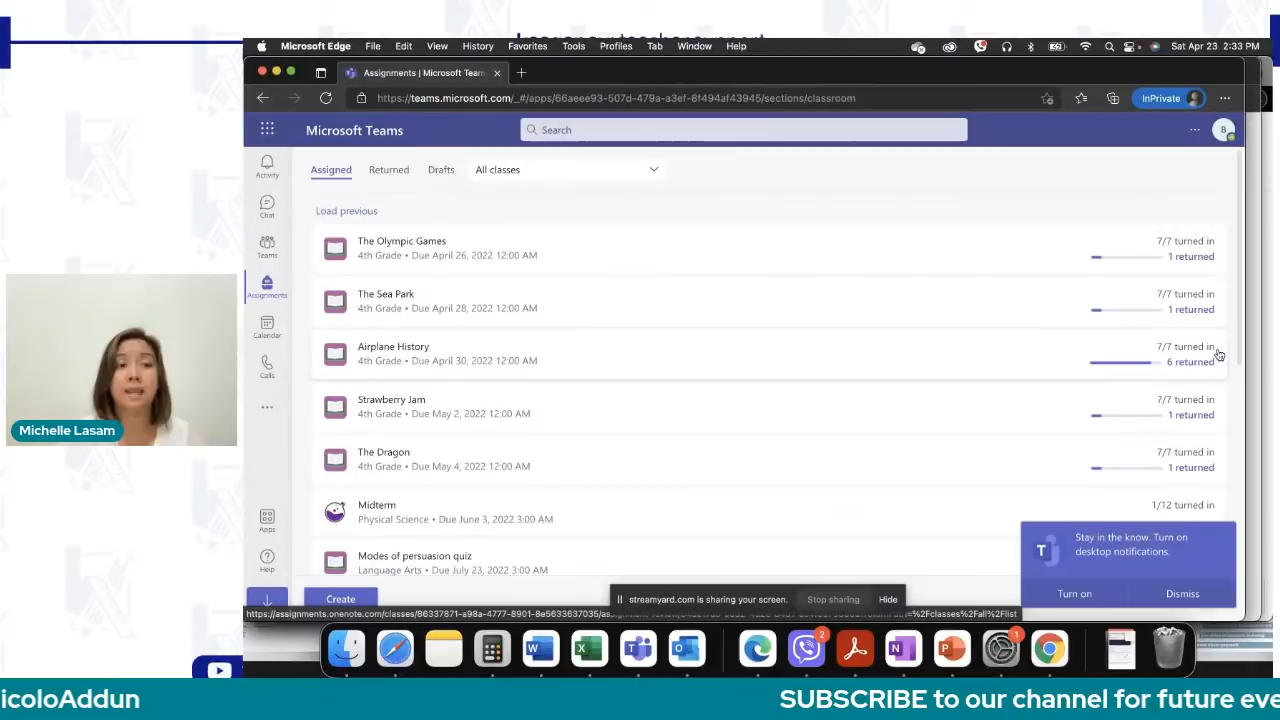 Microsoft Edge File Edit View History Favorites Tools Profiles Tab Window Help
Sat Apr 23 2:33 PM
Assignments | Microsoft Team
https://teams.microsoft.com/_#/apps/66aeee93-507d-479a-a3ef-8f494af43945/sections/classroom
InPrivate
Microsoft Teams
Search
B
Activity
Chat
Teams
Assignments
Calendar
Calls
Apps
Help
Assigned Returned Drafts All classes
Load previous
The Olympic Games
4th Grade • Due April 26, 2022 12:00 AM
7/7 turned in
1 returned
The Sea Park
4th Grade • Due April 28, 2022 12:00 AM
7/7 turned in
1 returned
Airplane History
4th Grade • Due April 30, 2022 12:00 AM
7/7 turned in
6 returned
Strawberry Jam
4th Grade • Due May 2, 2022 12:00 AM
7/7 turned in
1 returned
The Dragon
4th Grade • Due May 4, 2022 12:00 AM
7/7 turned in
1 returned
Midterm
Physical Science • Due June 3, 2022 3:00 AM
1/12 turned in
Modes of persuasion quiz
Language Arts • Due July 23, 2022 3:00 AM
Stay in the know. Turn on
desktop notifications.
Turn on Dismiss
Create
streamyard.com is sharing your screen. Stop sharing Hide
2
1
Michelle Lasam
icoloAddun
SUBSCRIBE to our channel for future eve